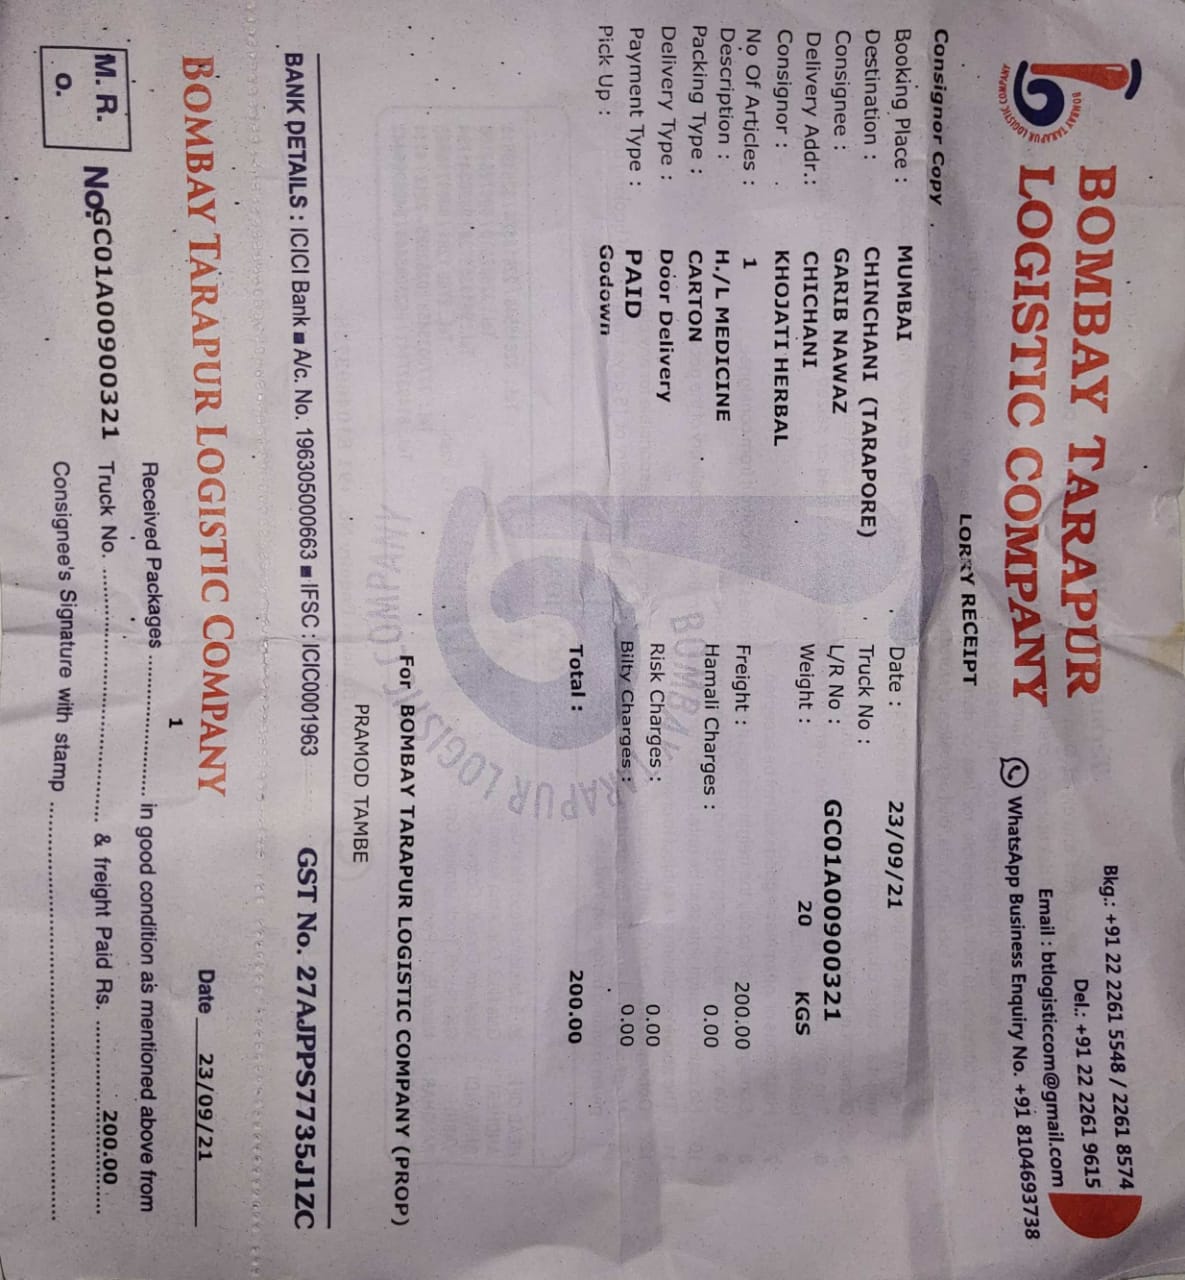 BOMBAY TARAPUR
LOGISTIC COMPANY
BOMBAY TARAPUR LOGISTIC COMPANY
Bkg.: +91 22 2261 5548 / 2261 8574
Del.: +91 22 2261 9615
Email : btlogisticcom@gmail.com
WhatsApp Business Enquiry No. +91 8104693738
LORRY RECEIPT
Consignor Copy
Booking Place : MUMBAI Date : 23/09/21
Destination : CHINCHANI (TARAPORE) Truck No :
Consignee : GARIB NAWAZ L/R No : GC01A00900321
Delivery Addr.: CHICHANI Weight : 20 KGS
Consignor : KHOJATI HERBAL
No Of Articles : 1 Freight : 200.00
Description : H./L MEDICINE Hamali Charges : 0.00
Packing Type : CARTON
Delivery Type : Door Delivery Risk Charges : 0.00
Payment Type : PAID Bilty Charges : 0.00
Pick Up : Godown
Total : 200.00
For BOMBAY TARAPUR LOGISTIC COMPANY (PROP)
PRAMOD TAMBE
BANK DETAILS : ICICI Bank ■ A/c. No. 196305000663 ■ IFSC : ICIC0001963 GST No. 27AJPPS7735J1ZC
BOMBAY TARAPUR LOGISTIC COMPANY Date 23/09/21
Received Packages 1 in good condition as mentioned above from
M. R. No. GC01A00900321 Truck No. & freight Paid Rs. 200.00
O. Consignee's Signature with stamp